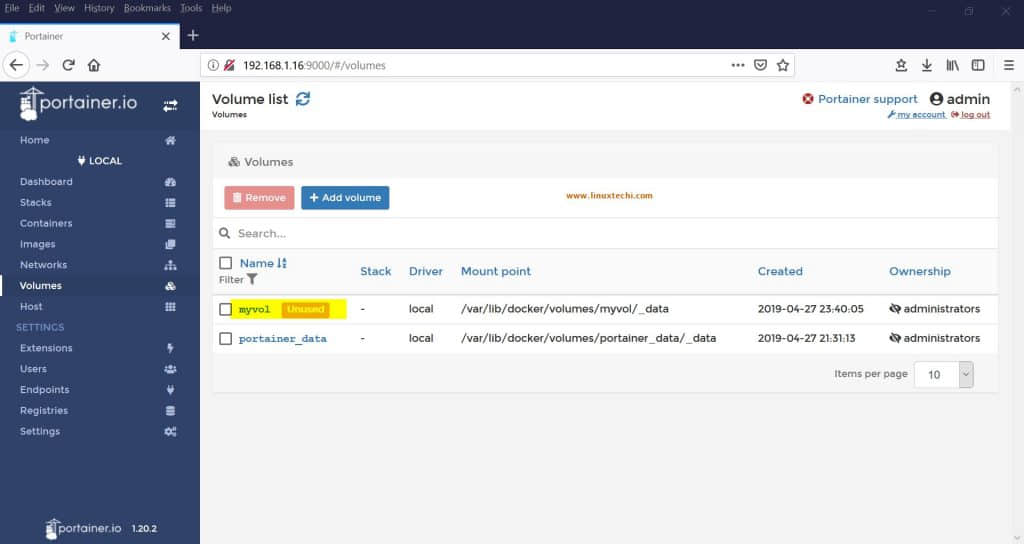 File Edit View History Bookmarks Tools Help
Portainer
192.168.1.16:9000/#/volumes
portainer.io
Home
LOCAL
Dashboard
Stacks
Containers
Images
Networks
Volumes
Host
SETTINGS
Extensions
Users
Endpoints
Registries
Settings
portainer.io 1.20.2
Volume list
Volumes
Portainer support admin
my account log out
Volumes
Remove + Add volume www.linuxtechi.com
Search...
Name Stack Driver Mount point Created Ownership
Filter
myvol Unused - local /var/lib/docker/volumes/myvol/_data 2019-04-27 23:40:05 administrators
portainer_data - local /var/lib/docker/volumes/portainer_data/_data 2019-04-27 21:31:13 administrators
Items per page 10